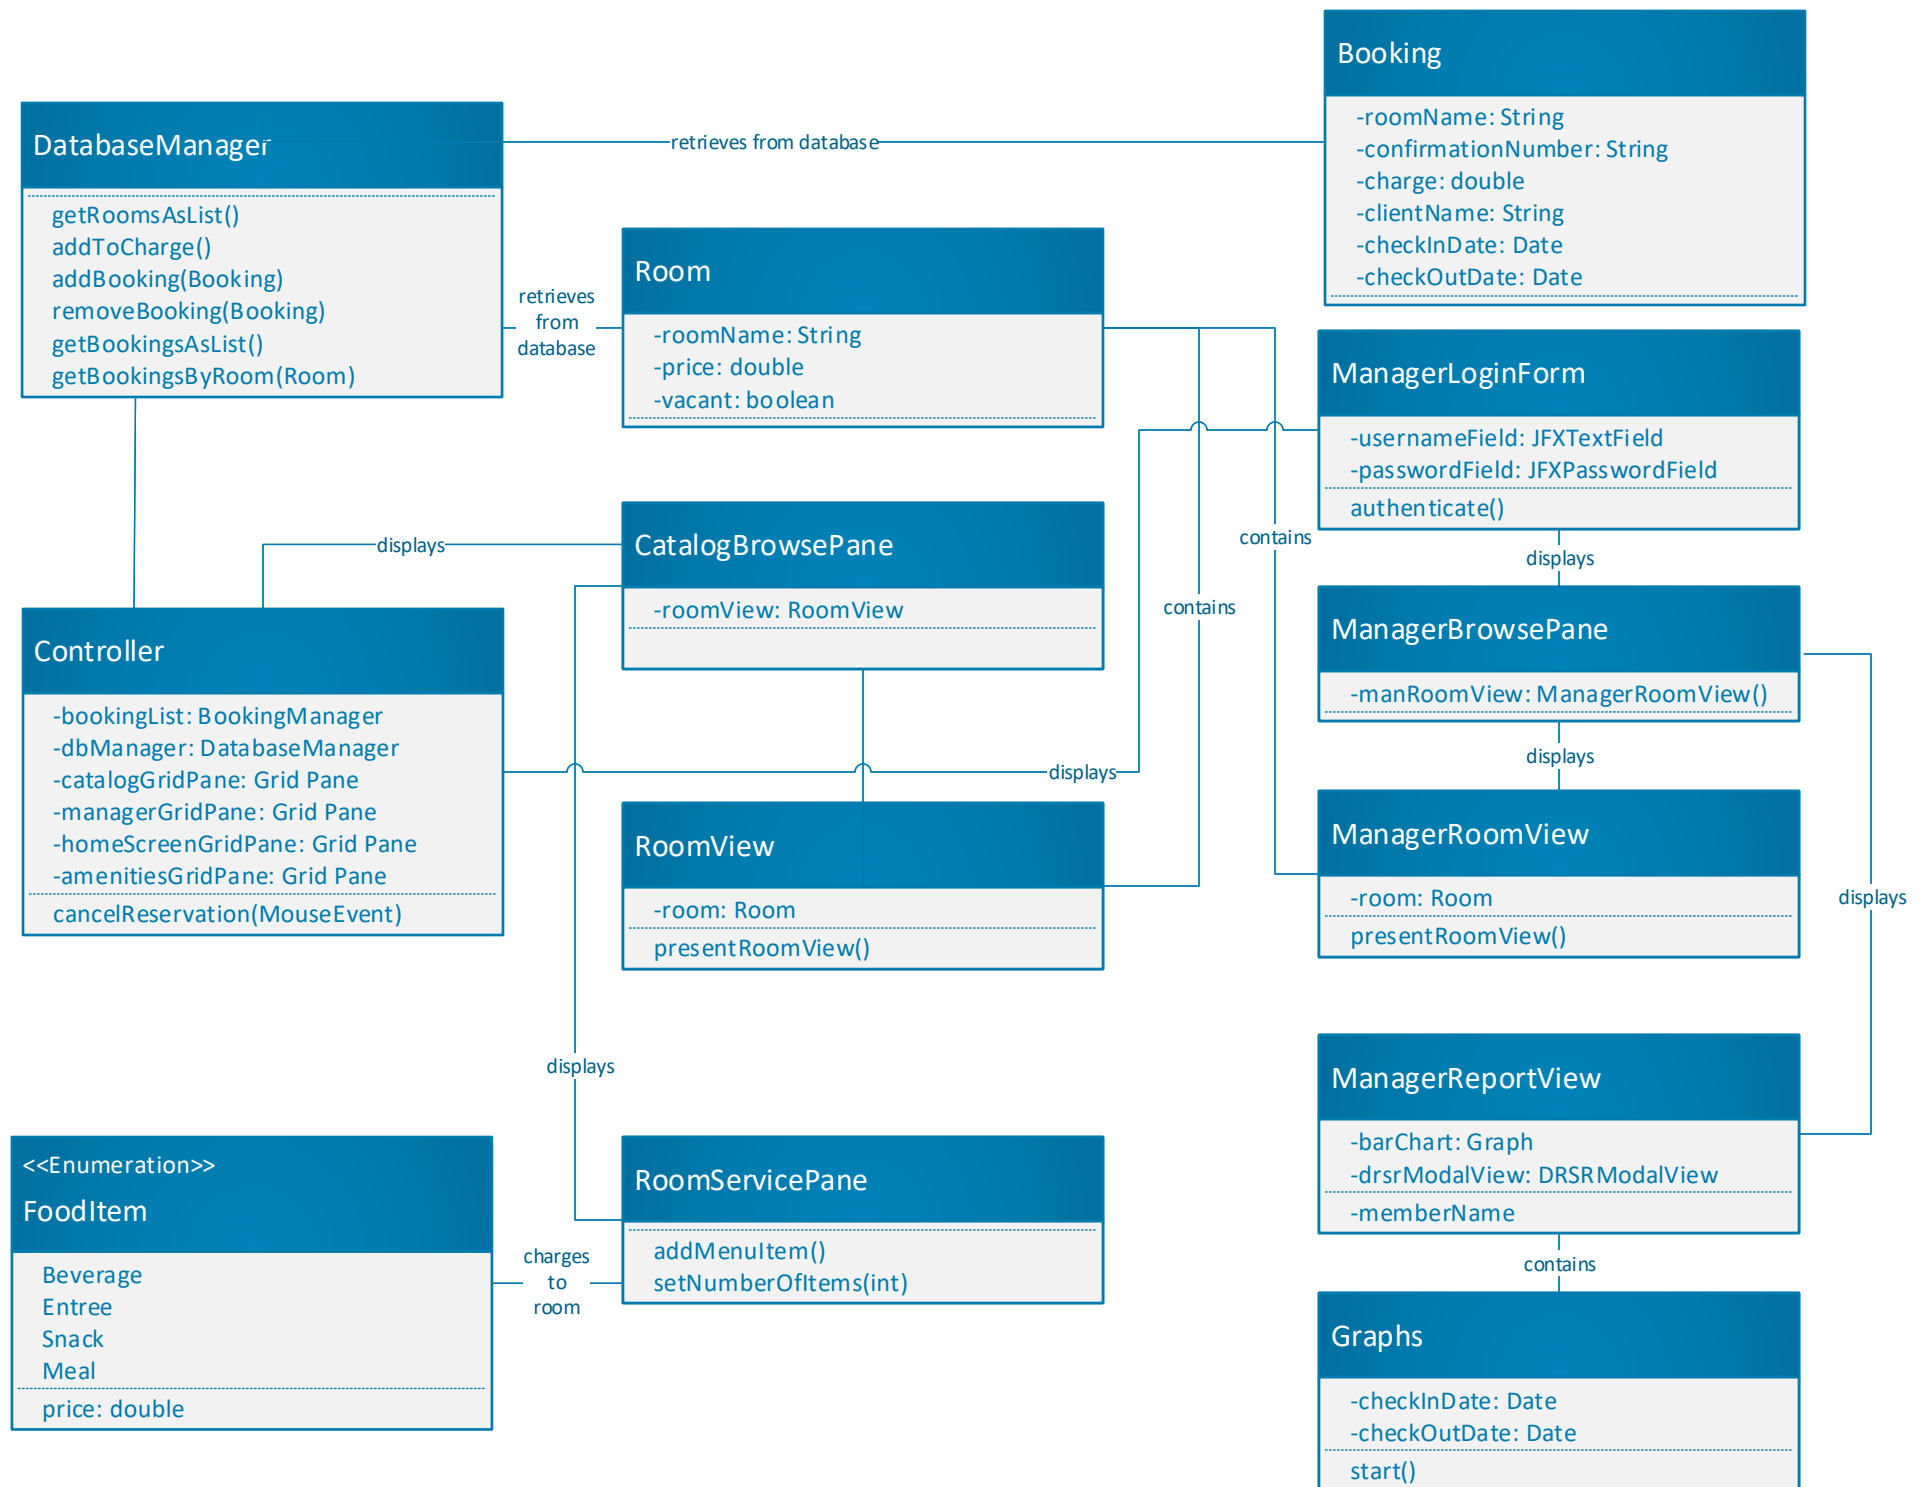 Booking
-roomName: String
-confirmationNumber: String
-charge: double
-clientName: String
-checkInDate: Date
-checkOutDate: Date
DatabaseManager
getRoomsAsList()
addToCharge()
addBooking(Booking)
removeBooking(Booking)
getBookingsAsList()
getBookingsByRoom(Room)
retrieves from database
retrieves
from
database
Room
-roomName: String
-price: double
-vacant: boolean
ManagerLoginForm
-usernameField: JFXTextField
-passwordField: JFXPasswordField
authenticate()
displays
CatalogBrowsePane
-roomView: RoomView
contains
contains
displays
ManagerBrowsePane
-manRoomView: ManagerRoomView()
Controller
-bookingList: BookingManager
-dbManager: DatabaseManager
-catalogGridPane: Grid Pane
-managerGridPane: Grid Pane
-homeScreenGridPane: Grid Pane
-amenitiesGridPane: Grid Pane
cancelReservation(MouseEvent)
displays
displays
RoomView
-room: Room
presentRoomView()
ManagerRoomView
-room: Room
presentRoomView()
displays
displays
ManagerReportView
-barChart: Graph
-drsrModalView: DRSRModalView
-memberName
<<Enumeration>>
FoodItem
Beverage
Entree
Snack
Meal
price: double
charges
to
room
RoomServicePane
addMenuItem()
setNumberOfItems(int)
contains
Graphs
-checkInDate: Date
-checkOutDate: Date
start()